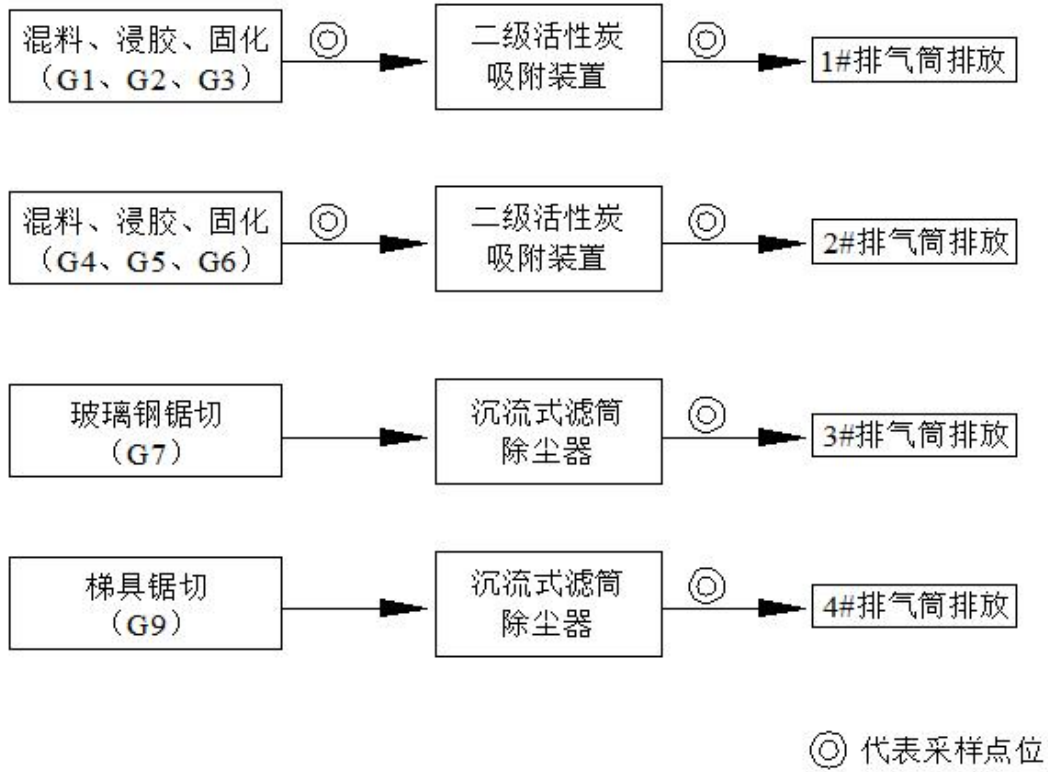 混料、浸胶、固化
（G1、G2、G3）
二级活性炭
吸附装置
1#排气筒排放
混料、浸胶、固化
（G4、G5、G6）
二级活性炭
吸附装置
2#排气筒排放
玻璃钢锯切
（G7）
沉流式滤筒
除尘器
3#排气筒排放
梯具锯切
（G9）
沉流式滤筒
除尘器
4#排气筒排放
代表采样点位